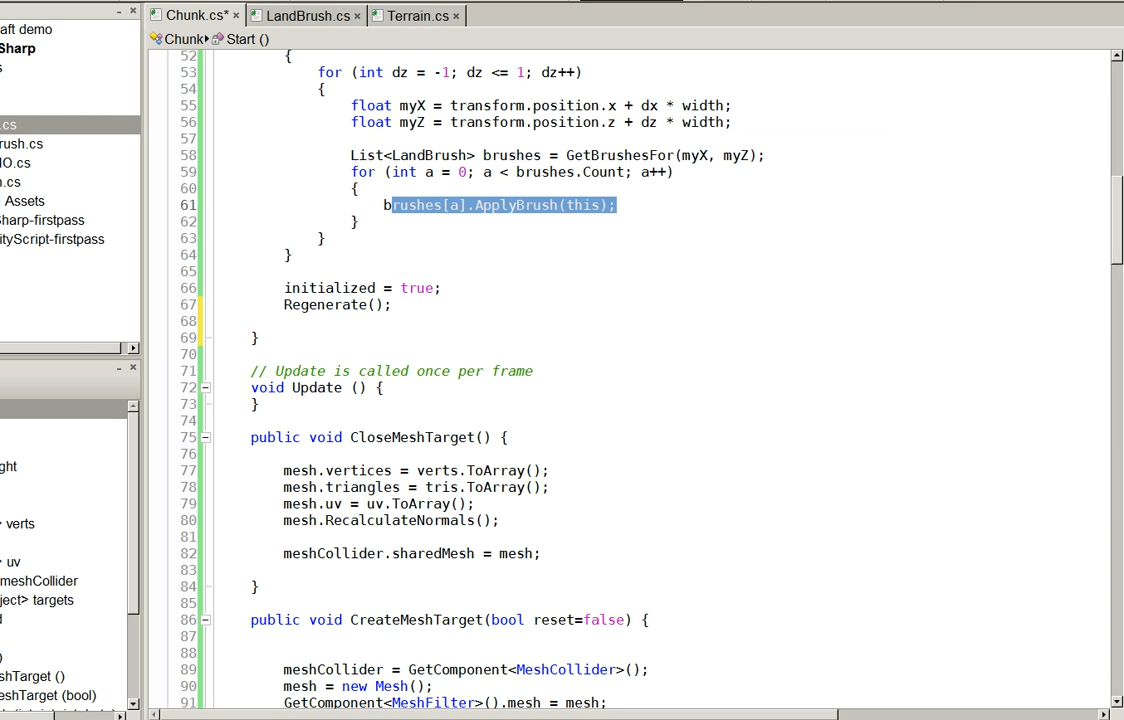 Chunk.cs* ×
LandBrush.cs ×
Terrain.cs ×
Chunk
Start ()
aft demo
Sharp
s
.cs
rush.cs
IO.cs
n.cs
Assets
Sharp-firstpass
ityScript-firstpass
ght
verts
uv
meshCollider
ject> targets
d
)
shTarget ()
eshTarget (bool)
52 {
53 for (int dz = -1; dz <= 1; dz++)
54 {
55 float myX = transform.position.x + dx * width;
56 float myZ = transform.position.z + dz * width;
57
58 List<LandBrush> brushes = GetBrushesFor(myX, myZ);
59 for (int a = 0; a < brushes.Count; a++)
60 {
61 brushes[a].ApplyBrush(this);
62 }
63 }
64 }
65
66 initialized = true;
67 Regenerate();
68
69 }
70
71 // Update is called once per frame
72 void Update () {
73 }
74
75 public void CloseMeshTarget() {
76
77 mesh.vertices = verts.ToArray();
78 mesh.triangles = tris.ToArray();
79 mesh.uv = uv.ToArray();
80 mesh.RecalculateNormals();
81
82 meshCollider.sharedMesh = mesh;
83
84 }
85
86 public void CreateMeshTarget(bool reset=false) {
87
88
89 meshCollider = GetComponent<MeshCollider>();
90 mesh = new Mesh();
91 GetComponent<MeshFilter>().mesh = mesh;